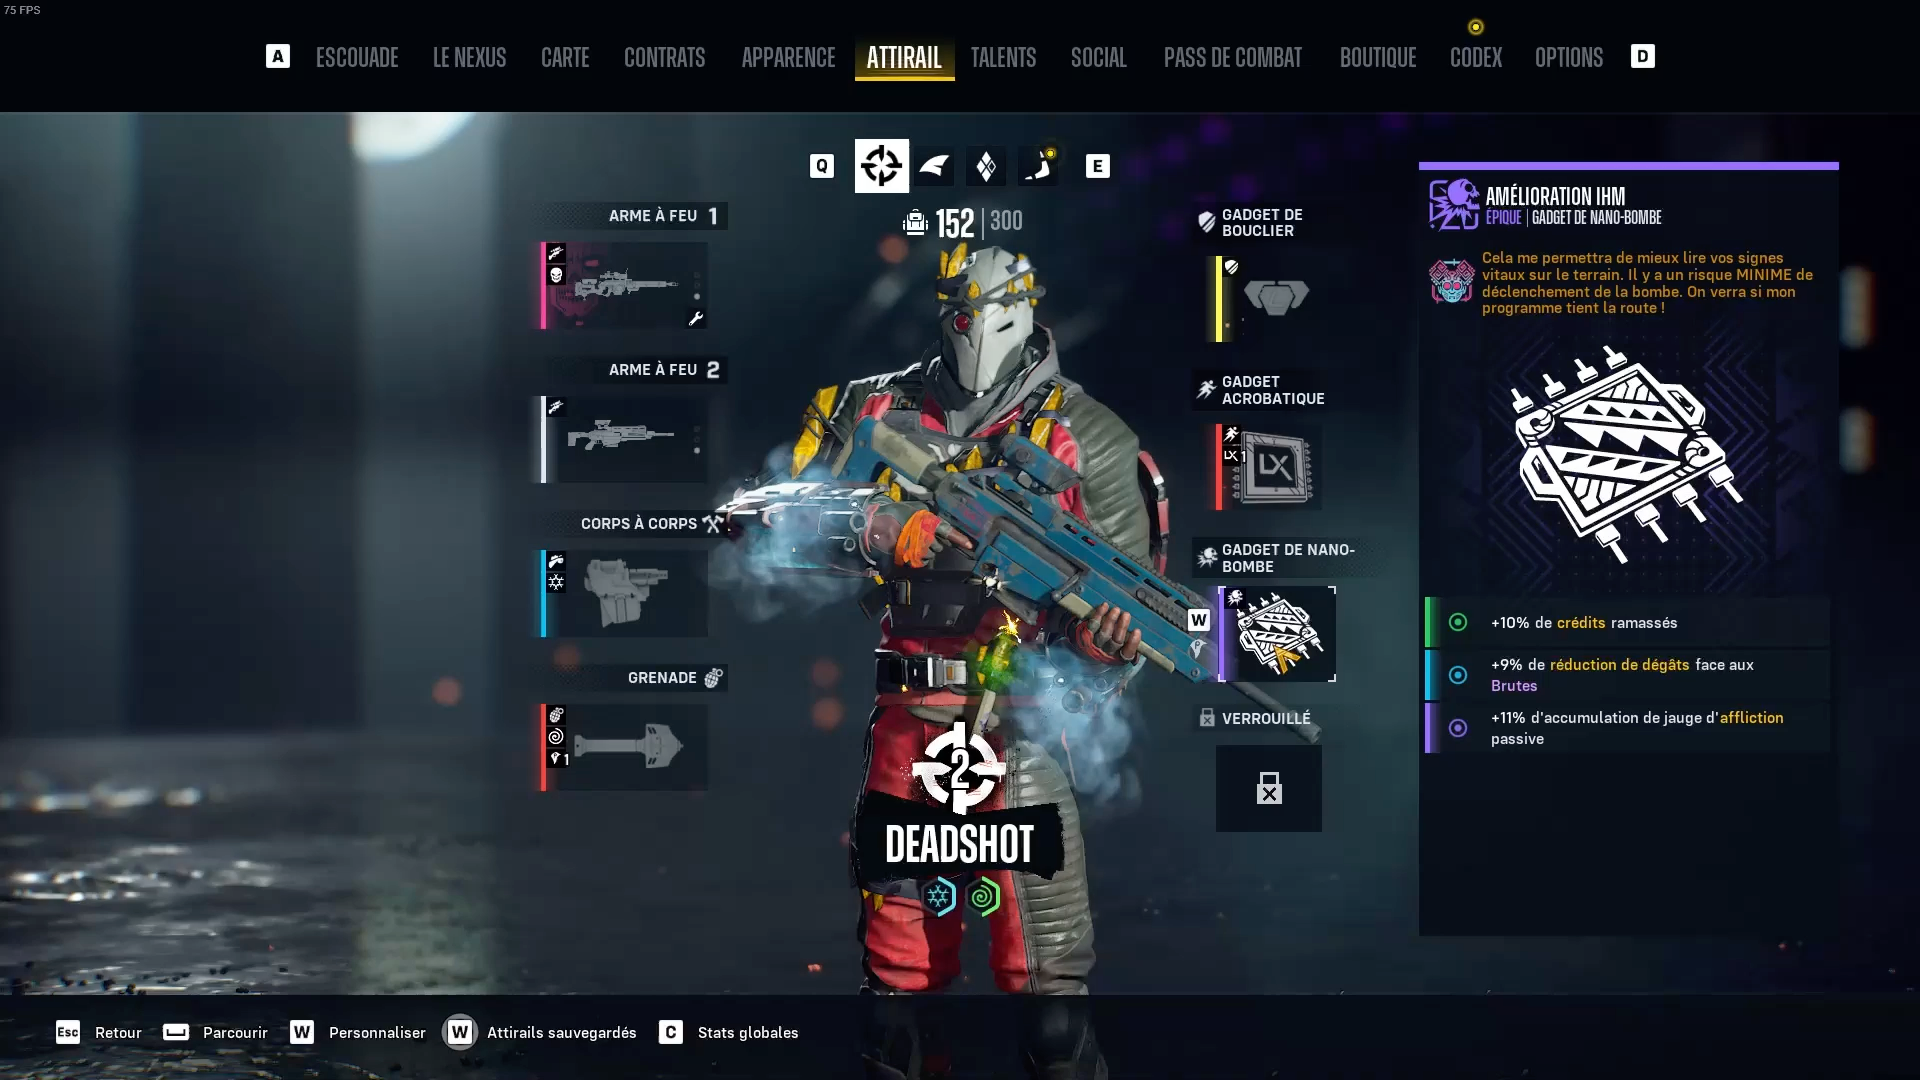 75 FPS
A ESCOUADE LE NEXUS CARTE CONTRATS APPARENCE ATTIRAIL TALENTS SOCIAL PASS DE COMBAT BOUTIQUE CODEX OPTIONS D
Q E
152 | 300
ARME À FEU 1
ARME À FEU 2
CORPS À CORPS
GRENADE
1
GADGET DE
BOUCLIER
GADGET
ACROBATIQUE
LX 1
LX
GADGET DE NANO-
BOMBE
W
VERROUILLÉ
2
DEADSHOT
AMÉLIORATION IHM
ÉPIQUE | GADGET DE NANO-BOMBE
Cela me permettra de mieux lire vos signes
vitaux sur le terrain. Il y a un risque MINIME de
déclenchement de la bombe. On verra si mon
programme tient la route !
+10% de crédits ramassés
+9% de réduction de dégâts face aux
Brutes
+11% d'accumulation de jauge d'affliction
passive
Esc Retour Parcourir W Personnaliser W Attirails sauvegardés C Stats globales